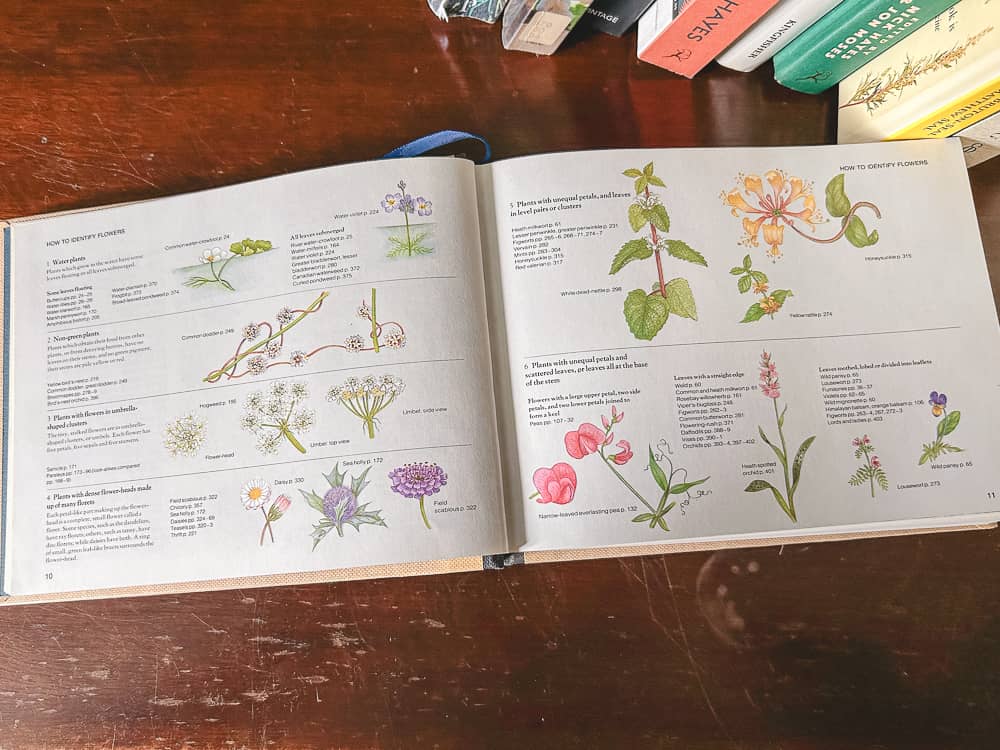 VINTAGE
HAYES
KINGFISHER
EDITED BY
NICK HAYES
& JON
MOSES
MATTHEW SEAL
HOW TO IDENTIFY FLOWERS
1 Water plants
Plants which grow in the water have some
leaves floating or all leaves submerged.
Some leaves floating
Buttercups pp. 24–25
Water-lilies pp. 28–29
Marsh pennywort p. 170
Amphibious bistort p. 205
Water-plantain p. 370
Frogbit p. 373
Broad-leaved pondweed p. 374
Common water-crowfoot p. 24
All leaves submerged
River water-crowfoot p. 25
Water-milfoils p. 164
Water violet p. 224
Greater bladderwort, lesser
bladderwort p. 280
Canadian waterweed p. 372
Curled pondweed p. 375
Water violet p. 224
2 Non-green plants
Plants which obtain their food from other
plants, or from decaying humus, have no
leaves on their stems, and no green pigment;
their stems are pale yellow or red.
Yellow bird's-nest p. 219
Common dodder, great dodder p. 249
Broomrapes pp. 278–9
Bird's-nest orchid p. 396
Common dodder p. 249
3 Plants with flowers in umbrella-
shaped clusters
The tiny, stalked flowers are in umbrella-
shaped clusters, or umbels. Each flower has
five petals, five sepals and five stamens.
Sanicle p. 171
Parsleys pp. 173–96 (look-alikes compared
pp. 188–9)
Hogweed p. 195
Flower-head
Umbel: top view
Umbel: side view
4 Plants with dense flower-heads made
up of many florets
Each petal-like part making up the flower-
head is a complete, small flower called a
floret. Some species, such as the dandelion,
have ray florets; others, such as tansy, have
disc florets; while daisies have both. A ring
of small, green leaf-like bracts surrounds the
flower-head.
Field scabious p. 322
Chicory p. 357
Sea holly p. 172
Daisies pp. 324–69
Teasels pp. 320–3
Thrift p. 221
Daisy p. 330
Sea holly p. 172
Field
scabious p. 322
10
HOW TO IDENTIFY FLOWERS
5 Plants with unequal petals, and leaves
in level pairs or clusters
Heath milkwort p. 61
Lesser periwinkle, greater periwinkle p. 231
Figworts pp. 265–6, 268–71, 274–7
Vervain p. 282
Mints pp. 283–304
Honeysuckle p. 315
Red valerian p. 317
White dead-nettle p. 298
Honeysuckle p. 315
Yellow rattle p. 274
6 Plants with unequal petals and
scattered leaves, or leaves all at the base
of the stem
Flowers with a large upper petal, two side
petals, and two lower petals joined to
form a keel
Peas pp. 107–32
Narrow-leaved everlasting pea p. 132
Leaves with a straight edge
Weld p. 60
Common and heath milkwort p. 61
Rosebay willowherb p. 161
Viper's bugloss p. 248
Figworts pp. 262–3
Common butterwort p. 281
Flowering-rush p. 371
Daffodils pp. 388–9
Irises pp. 390–1
Orchids pp. 393–4, 397–402
Heath spotted
orchid p. 401
Leaves toothed, lobed or divided into leaflets
Wild pansy p. 65
Lousewort p. 273
Fumitories pp. 36–37
Violets pp. 62–65
Wild mignonette p. 60
Himalayan balsam, orange balsam p. 106
Figworts pp. 263–4, 267, 272–3
Lords and ladies p. 403
Lousewort p. 273
Wild pansy p. 65
11